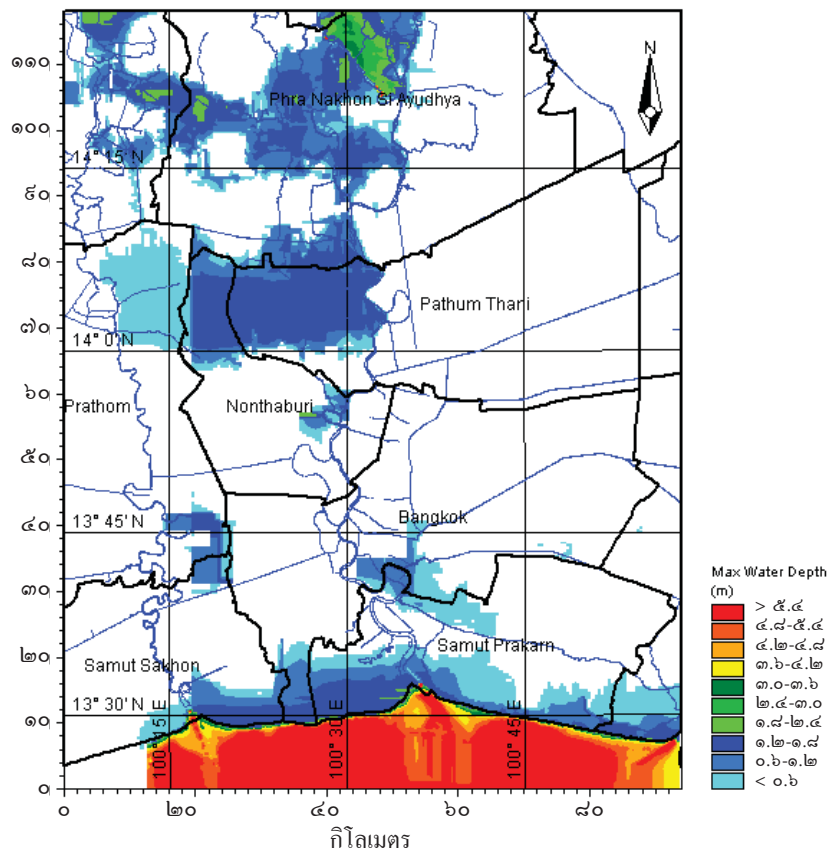 N
๑๑๐
Phra Nakhon Si Ayudhya
๑๐๐
14° 15' N
๙๐
๘๐
Pathum Thani
๗๐
14° 0' N
๖๐
Prathom
Nonthaburi
๕๐
13° 45' N
Bangkok
๔๐
๓๐
๒๐
Samut Sakhon
Samut Prakarn
13° 30' N
๑๐
100° 15' E
100° 30' E
100° 45' E
๐
๐ ๒๐ ๔๐ ๖๐ ๘๐
กิโลเมตร
Max Water Depth
(m)
> ๕.๔
๔.๘-๕.๔
๔.๒-๔.๘
๓.๖-๔.๒
๓.๐-๓.๖
๒.๔-๓.๐
๑.๘-๒.๔
๑.๒-๑.๘
๐.๖-๑.๒
< ๐.๖